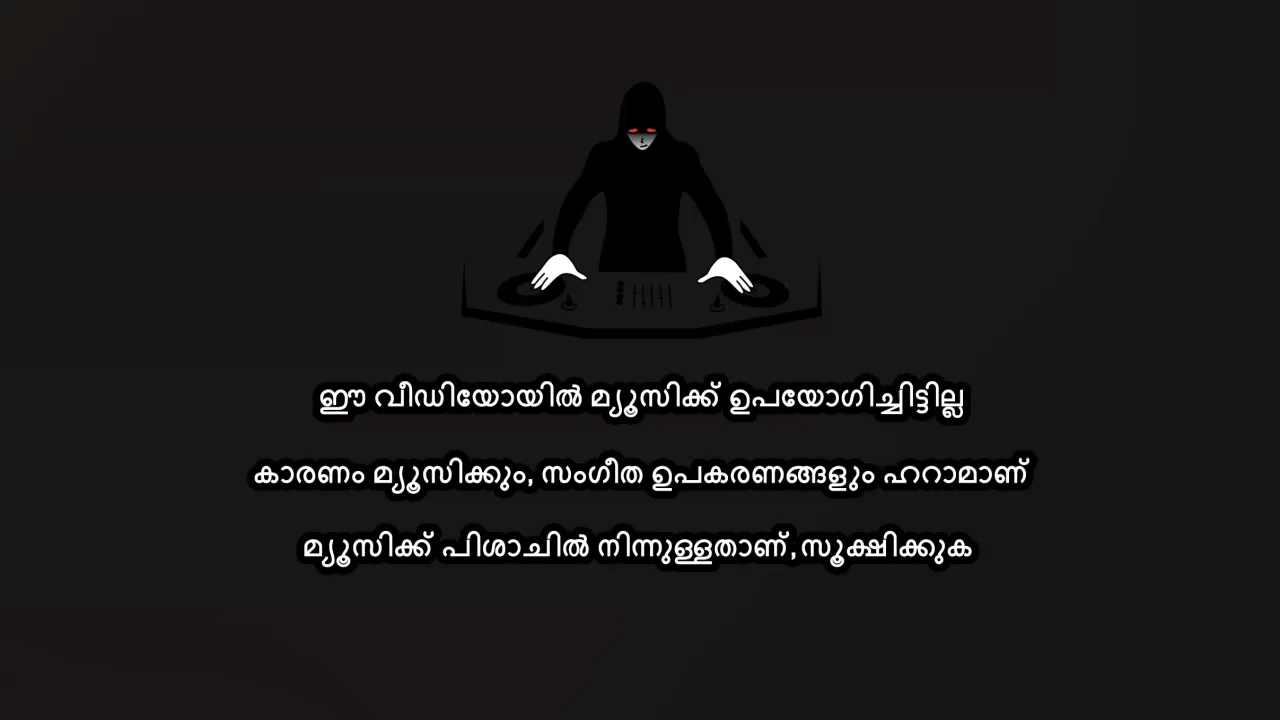 ഈ വീഡിയോയിൽ മ്യൂസിക്ക് ഉപയോഗിച്ചിട്ടില്ല
കാരണം മ്യൂസിക്കും, സംഗീത ഉപകരണങ്ങളും ഹറാമാണ്
മ്യൂസിക്ക് പിശാചിൽ നിന്നുള്ളതാണ്,സൂക്ഷിക്കുക